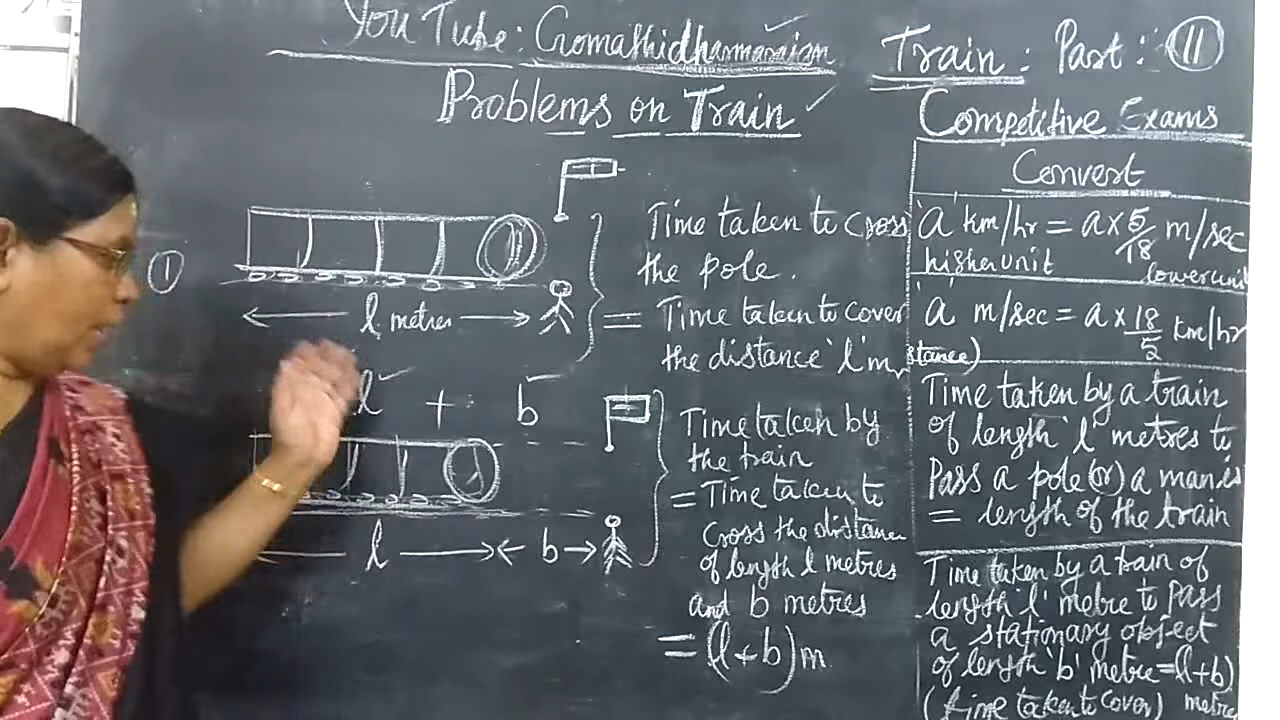 YouTube: Gomathidharmarajan
Train: Part: 11
Problems on Train ✓
Competitive Exams
Convert
'a' km/hr = a x 5/18 m/sec
higher unit lower unit
'a' m/sec = a x 18/5 km/hr
Time taken by a train
of length 'l' metres to
Pass a pole (or) a man is
= length of the train
Time taken by a train of
length 'l' metre to pass
a stationary object
of length 'b' metre = l+b)
(time taken to cover) metre
1
l metres
Time taken to cross
the pole.
= Time taken to cover
the distance 'l' m
stance)
l + b
l
b
Time taken by
the train
= Time taken to
cross the distance
of length l metres
and b metres
= (l+b)m